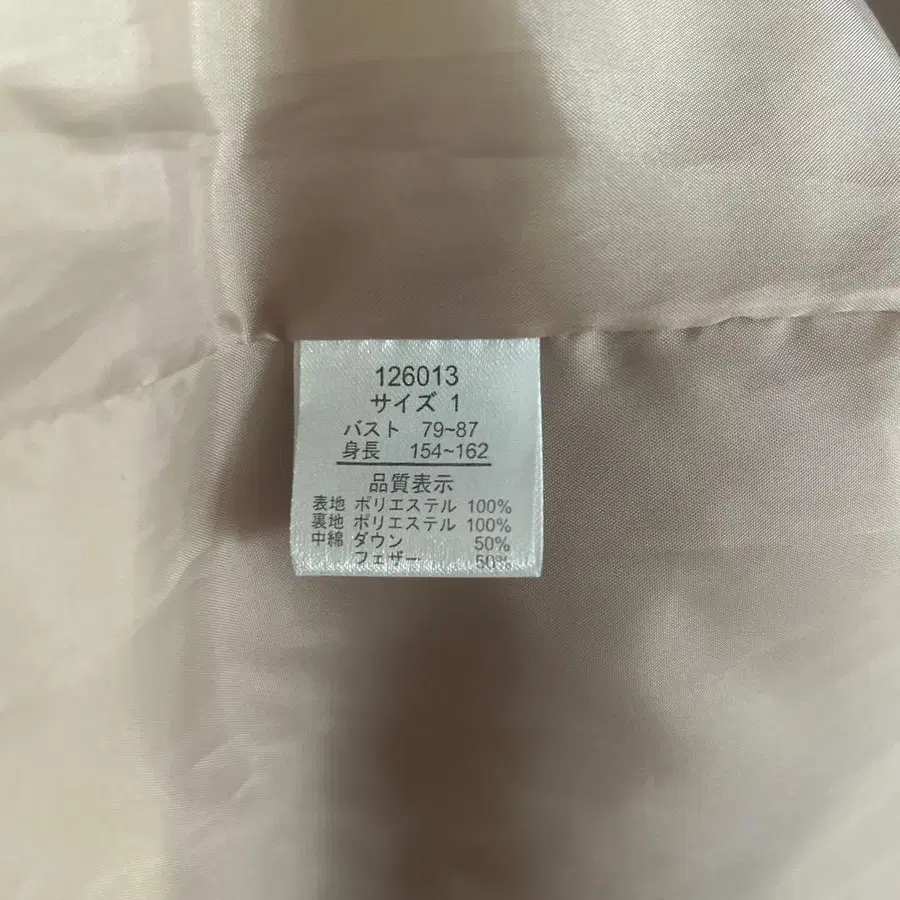 126013
サイズ 1
バスト 79~87
身長 154~162
品質表示
表地 ポリエステル 100%
裏地 ポリエステル 100%
中綿 ダウン 50%
フェザー 50%